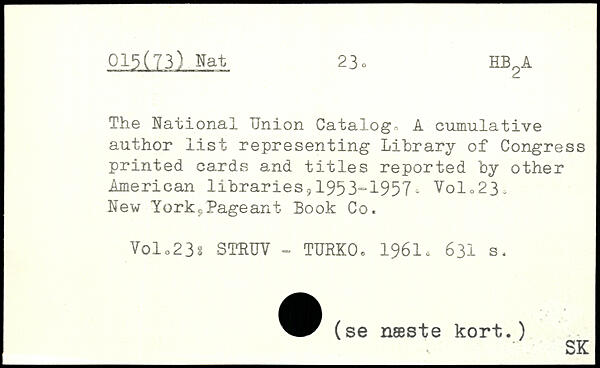 015(73) Nat 23. HB2A
The National Union Catalog. A cumulative
author list representing Library of Congress
printed cards and titles reported by other
American libraries,1953-1957. Vol.23.
New York,Pageant Book Co.
Vol.23: STRUV - TURKO. 1961. 631 s.
(se næste kort.)
SK